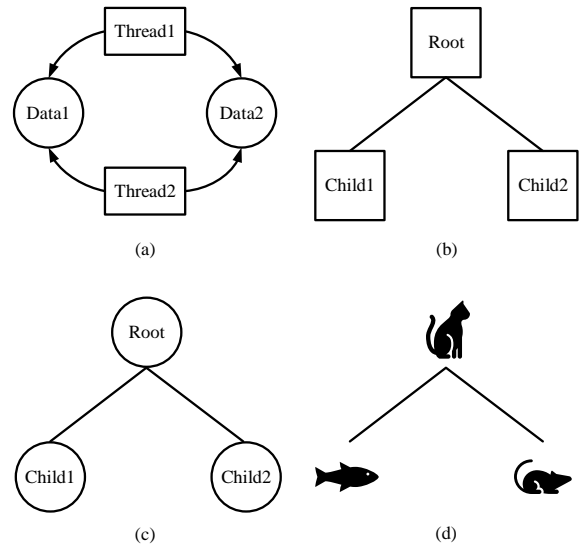 Thread1
Root
Data1
Data2
Thread2
Child1
Child2
(a)
(b)
Root
Child1
Child2
(c)
(d)